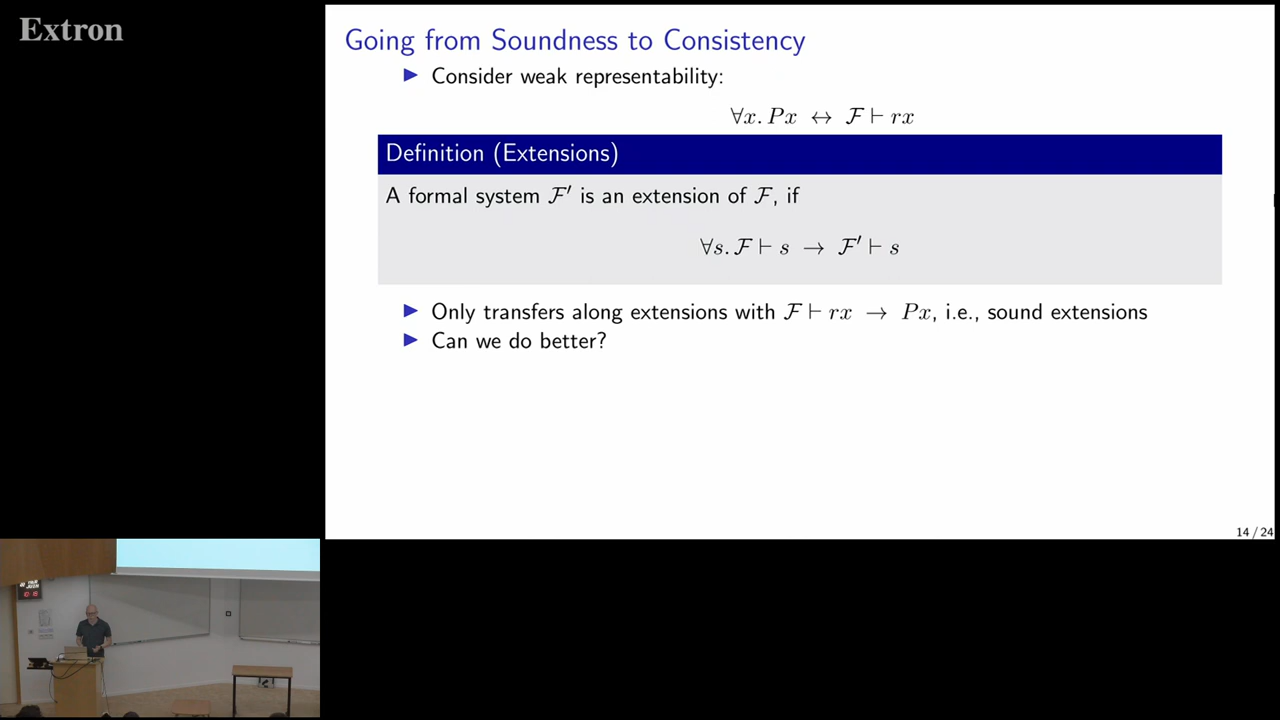 Extron
Going from Soundness to Consistency
▶ Consider weak representability:
∀x. Px ↔ ℱ ⊢ rx
Definition (Extensions)
A formal system ℱ′ is an extension of ℱ, if
∀s. ℱ ⊢ s → ℱ′ ⊢ s
▶ Only transfers along extensions with ℱ ⊢ rx → Px, i.e., sound extensions
▶ Can we do better?
14 / 24